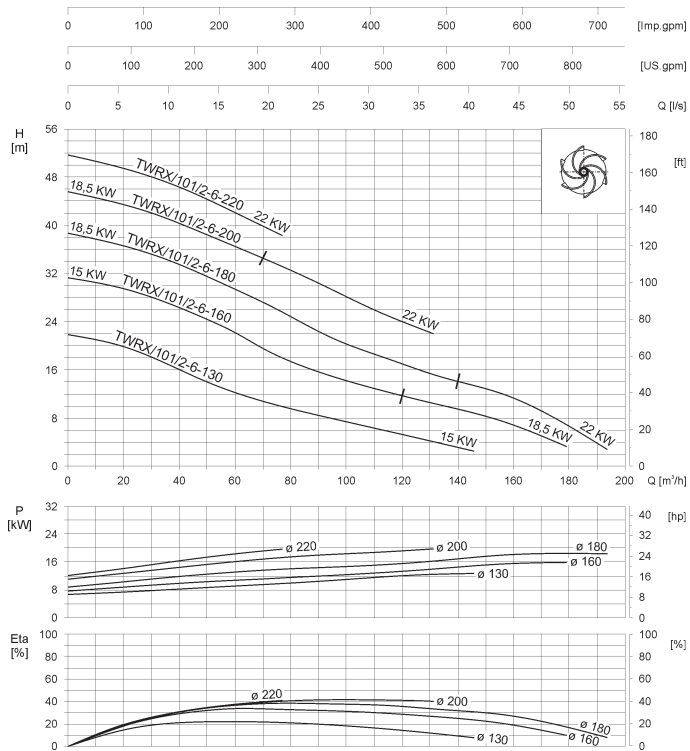 0 100 200 300 400 500 600 700 [Imp.gpm]
0 100 200 300 400 500 600 700 800 [US.gpm]
0 5 10 15 20 25 30 35 40 45 50 55 Q [l/s]
H
[m]
56
48
40
32
24
16
8
0
180
[ft]
160
140
120
100
80
60
40
20
0
TWRX/101/2-6-220
22 KW
18,5 KW
TWRX/101/2-6-200
22 KW
18,5 KW
TWRX/101/2-6-180
22 KW
15 KW
TWRX/101/2-6-160
18,5 KW
TWRX/101/2-6-130
15 KW
0 20 40 60 80 100 120 140 160 180 200 Q [m³/h]
P
[kW]
32
24
16
8
0
40
[hp]
32
24
16
8
0
ø 220
ø 200
ø 180
ø 160
ø 130
Eta
[%]
100
80
60
40
20
0
100
[%]
80
60
40
20
0
ø 220
ø 200
ø 180
ø 160
ø 130